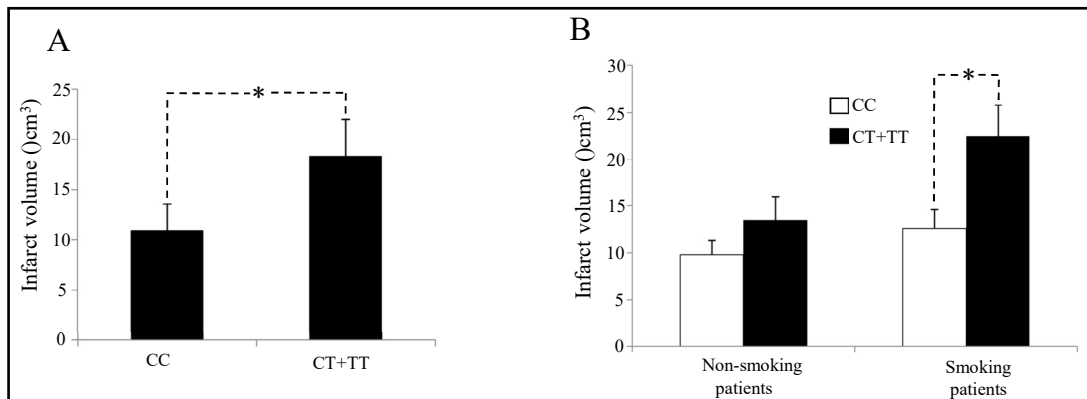 A
Infarct volume ()cm³)
25
20
15
10
5
0
*
CC
CT+TT
B
Infarct volume ()cm³)
30
25
20
15
10
5
0
CC
CT+TT
*
Non-smoking
patients
Smoking
patients